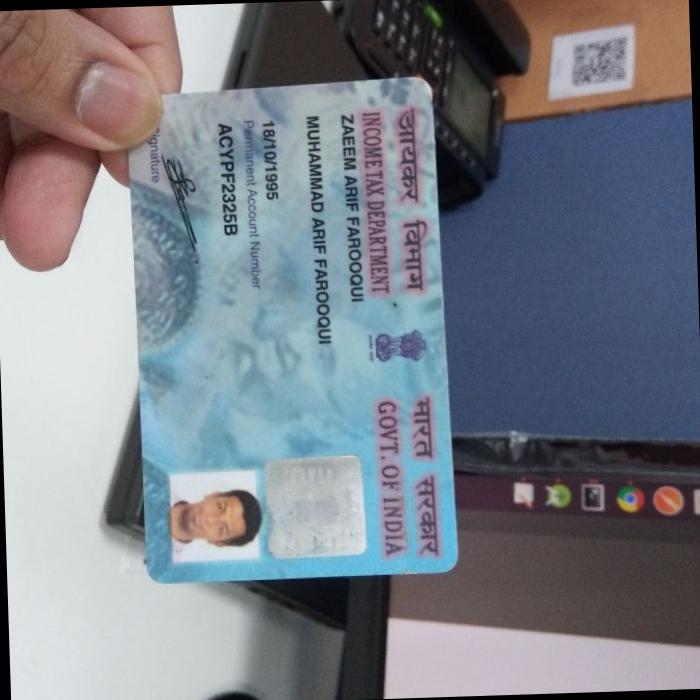 आयकर विभाग
INCOME TAX DEPARTMENT
भारत सरकार
GOVT. OF INDIA
ZAEEM ARIF FAROOQUI
MUHAMMAD ARIF FAROOQUI
18/10/1995
Permanent Account Number
ACYPF2325B
Signature